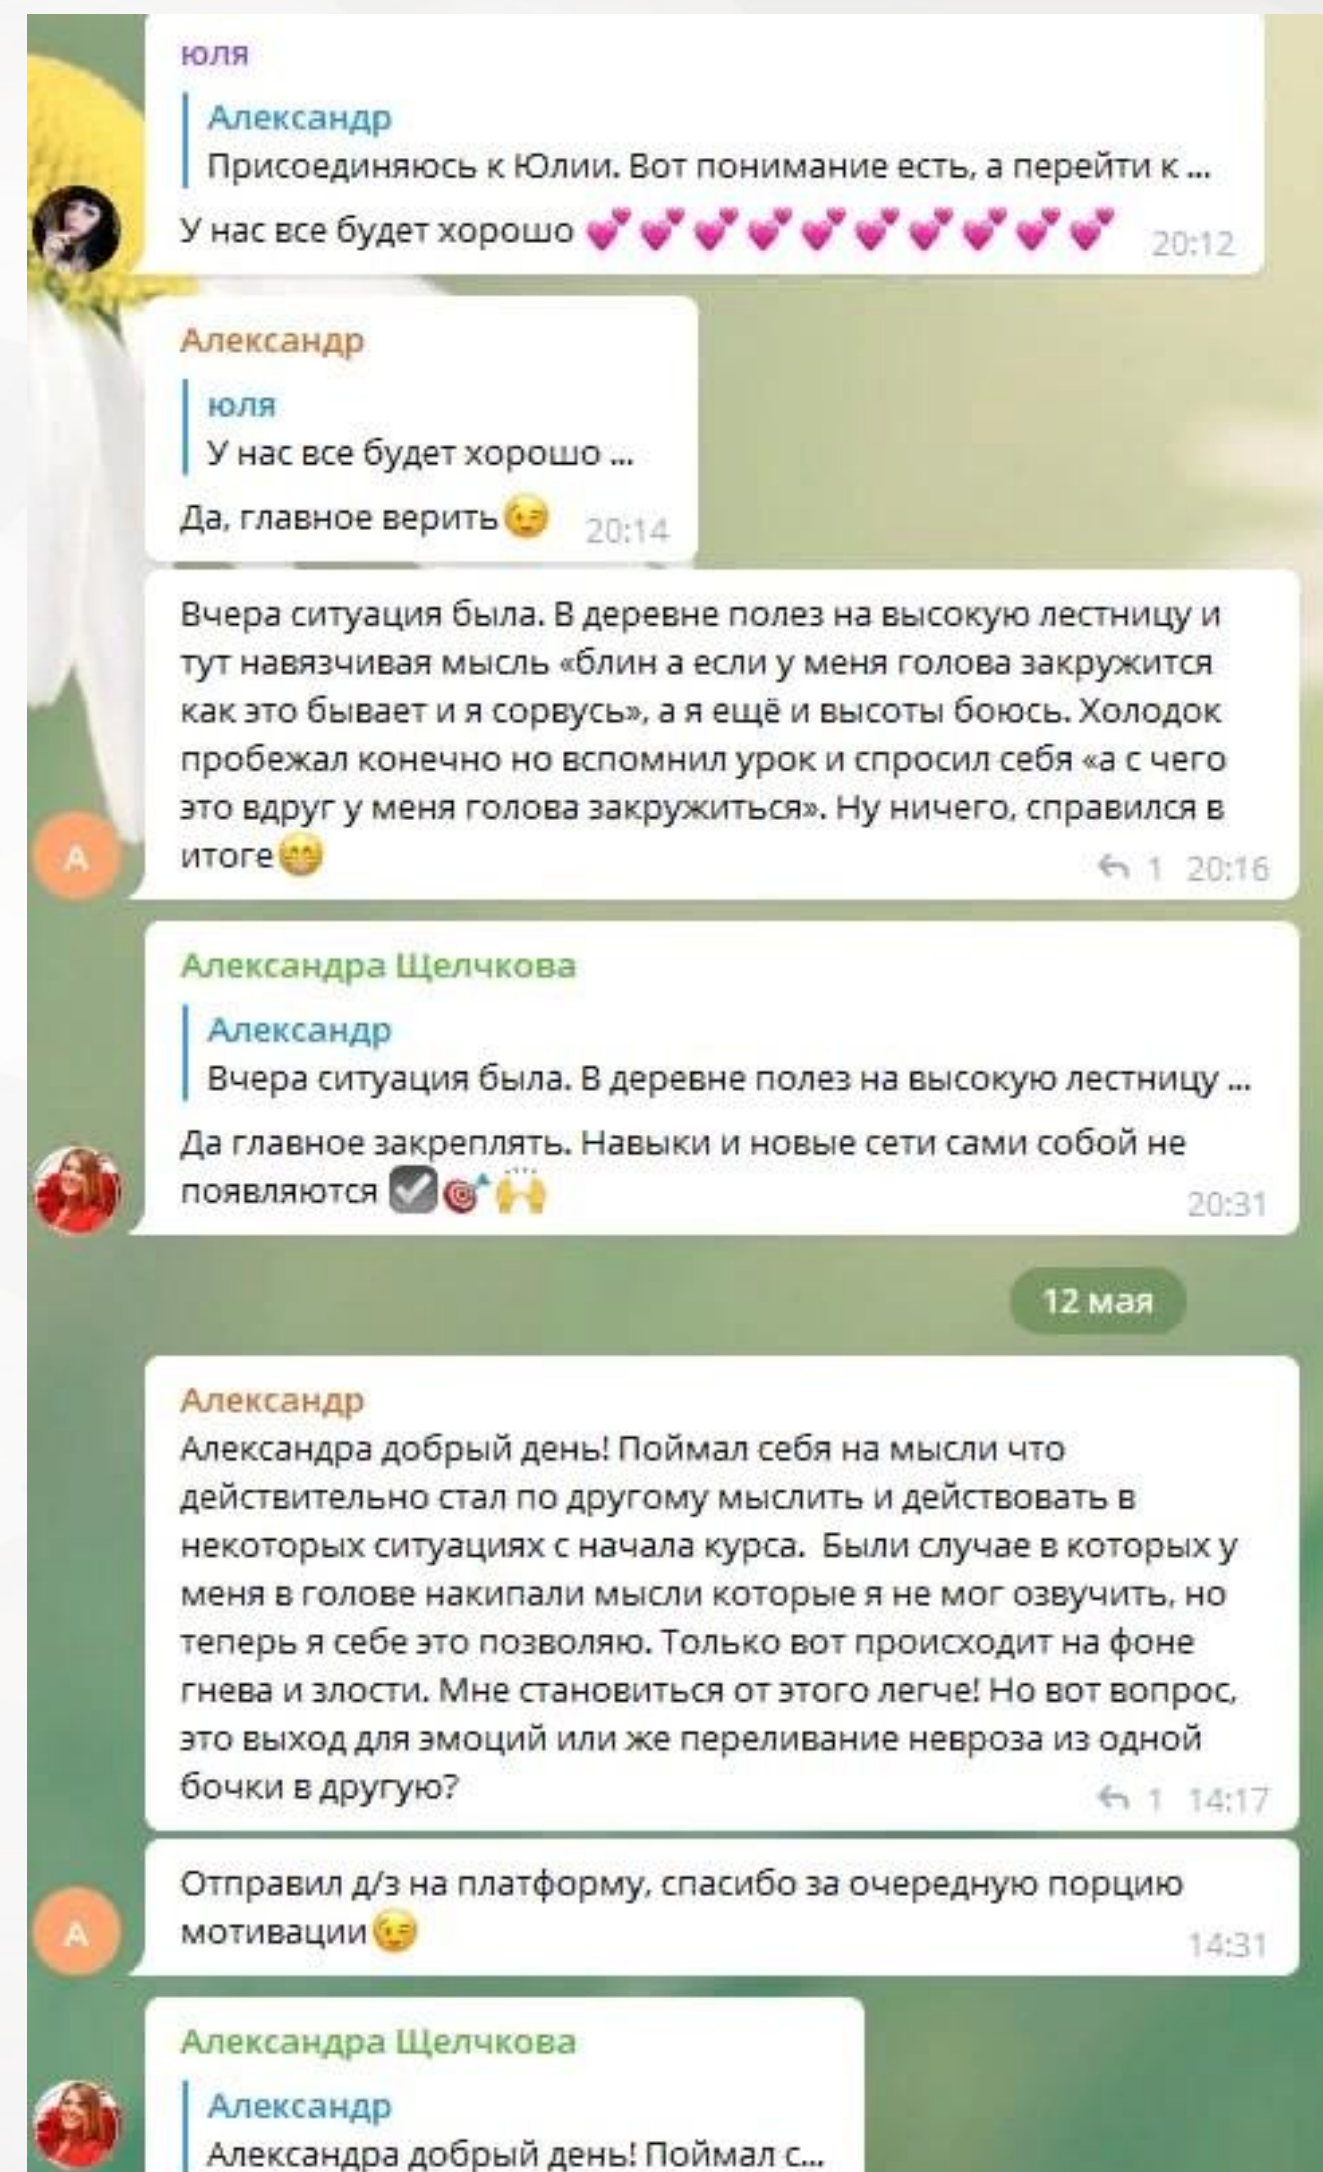 юля
Александр
Присоединяюсь к Юлии. Вот понимание есть, а перейти к ...
У нас все будет хорошо 💕💕💕💕💕💕💕💕💕💕
20:12
Александр
юля
У нас все будет хорошо ...
Да, главное верить😉
20:14
Вчера ситуация была. В деревне полез на высокую лестницу и
тут навязчивая мысль «блин а если у меня голова закружится
как это бывает и я сорвусь», а я ещё и высоты боюсь. Холодок
пробежал конечно но вспомнил урок и спросил себя «а с чего
это вдруг у меня голова закружиться». Ну ничего, справился в
итоге😁
1 20:16
А
Александра Щелчкова
Александр
Вчера ситуация была. В деревне полез на высокую лестницу ...
Да главное закреплять. Навыки и новые сети сами собой не
появляются ☑️🎯🙌
20:31
12 мая
Александр
Александра добрый день! Поймал себя на мысли что
действительно стал по другому мыслить и действовать в
некоторых ситуациях с начала курса. Были случае в которых у
меня в голове накипали мысли которые я не мог озвучить, но
теперь я себе это позволяю. Только вот происходит на фоне
гнева и злости. Мне становиться от этого легче! Но вот вопрос,
это выход для эмоций или же переливание невроза из одной
бочки в другую?
1 14:17
Отправил д/з на платформу, спасибо за очередную порцию
мотивации😉
14:31
А
Александра Щелчкова
Александр
Александра добрый день! Поймал с...